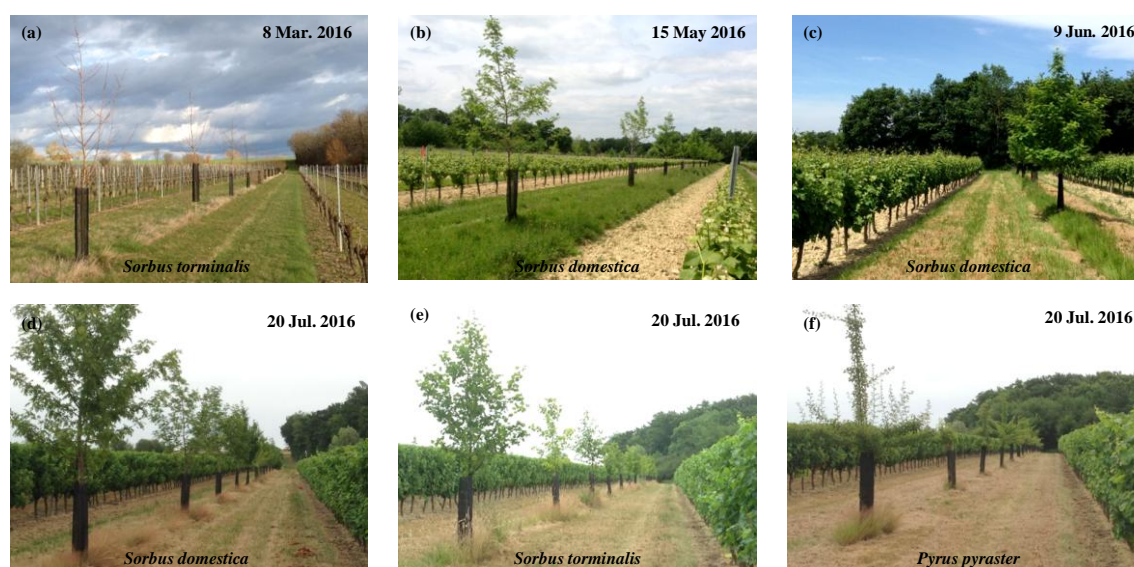 (a) 8 Mar. 2016
Sorbus torminalis
(b) 15 May 2016
Sorbus domestica
(c) 9 Jun. 2016
Sorbus domestica
(d) 20 Jul. 2016
Sorbus domestica
(e) 20 Jul. 2016
Sorbus torminalis
(f) 20 Jul. 2016
Pyrus pyraster